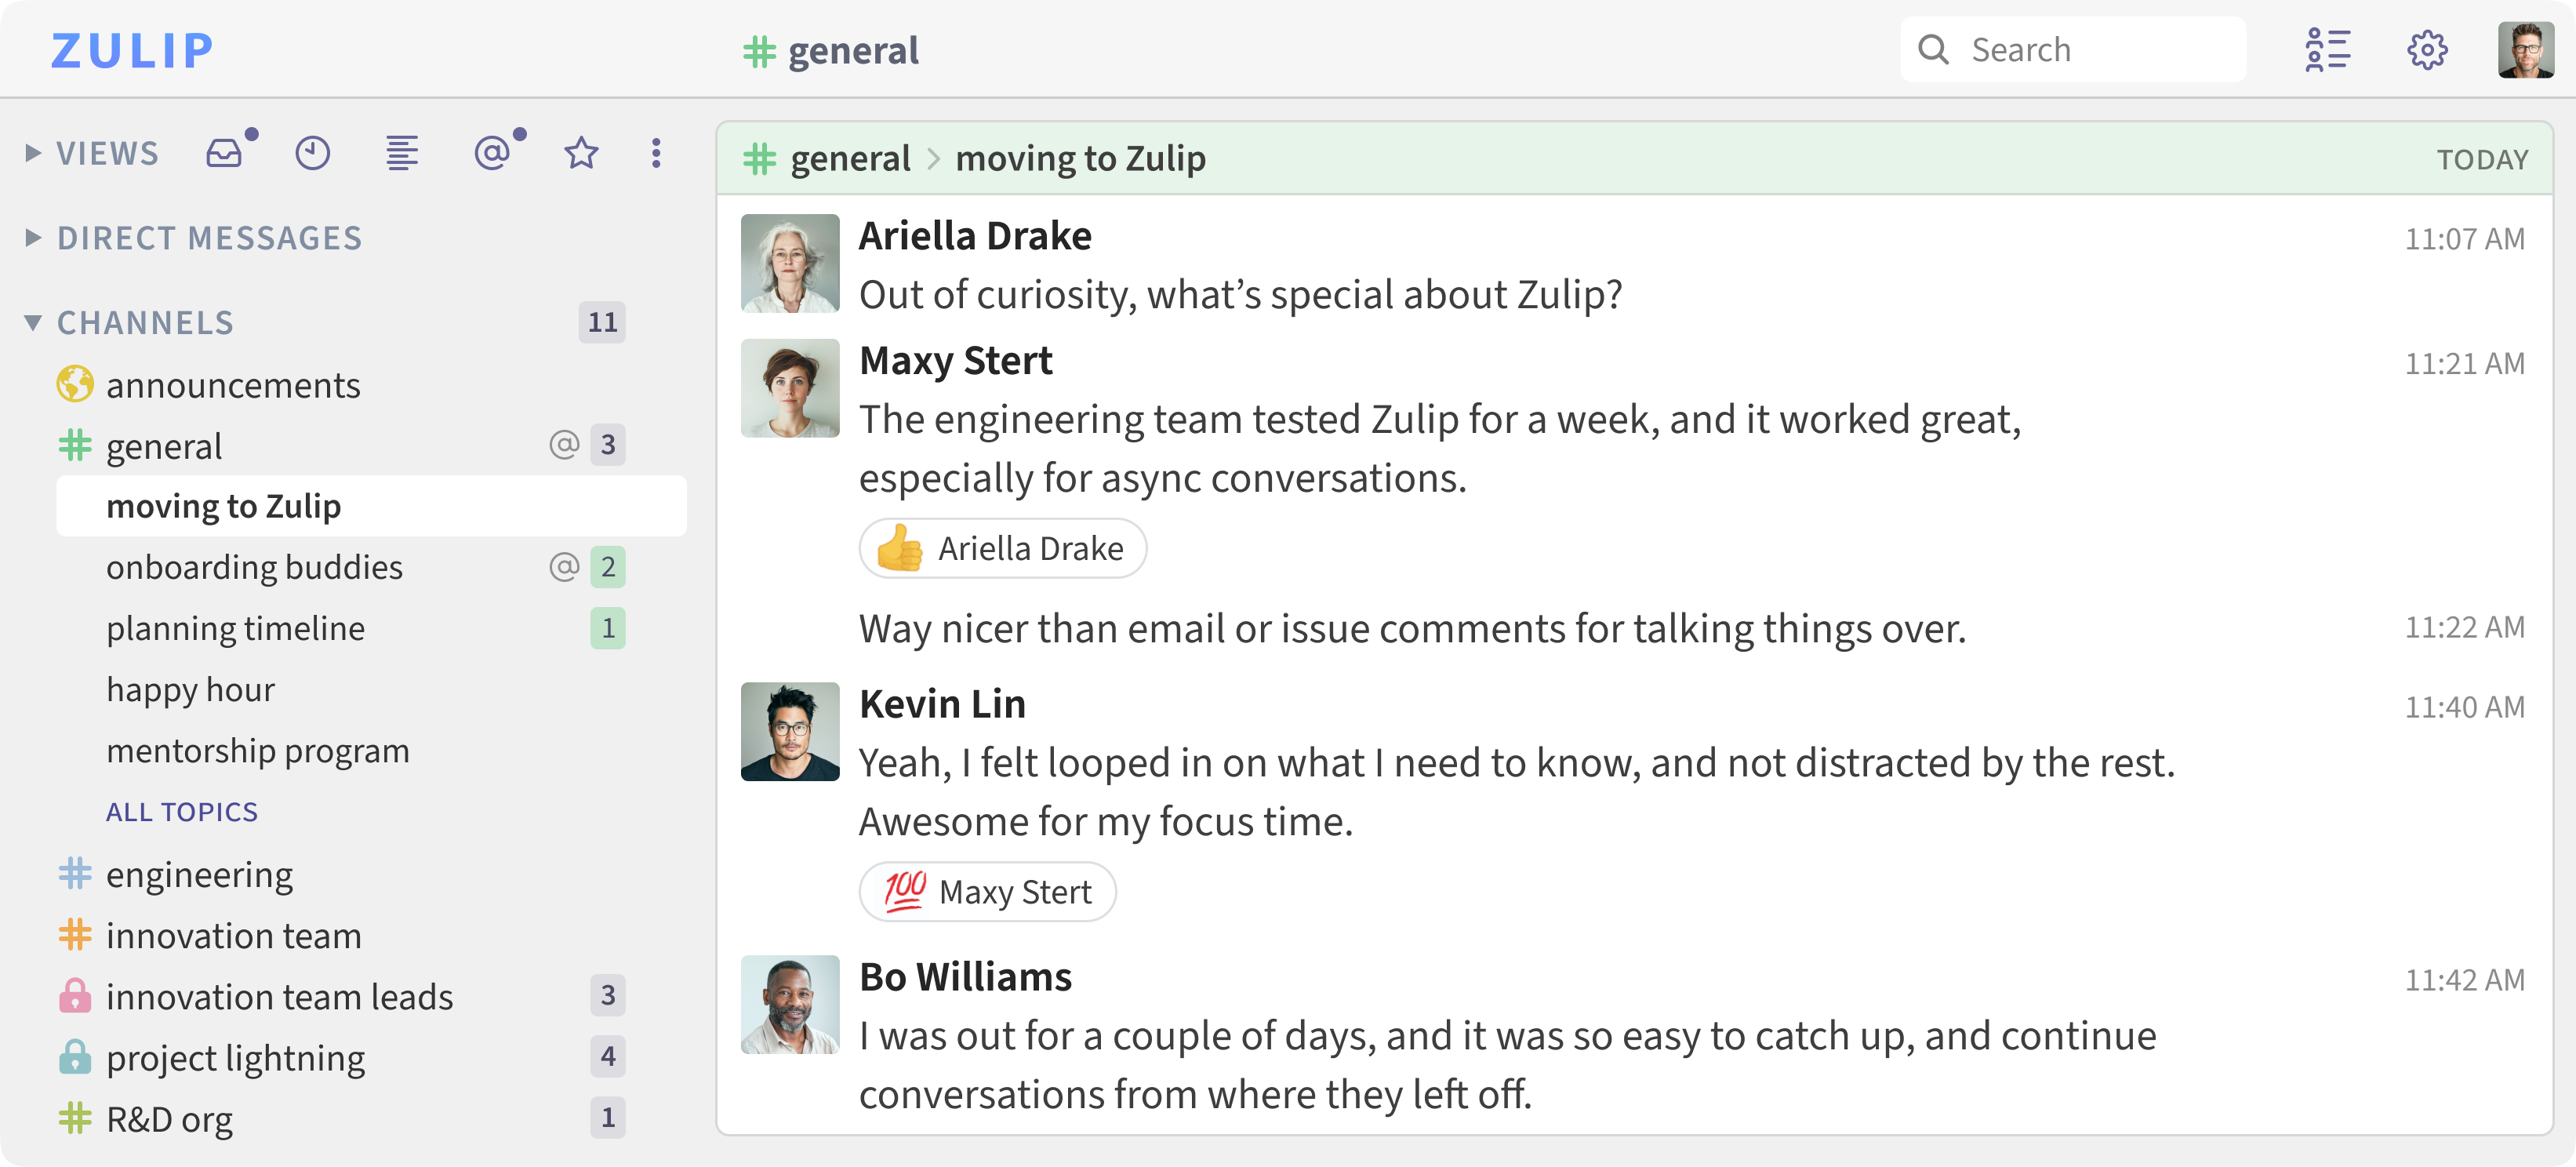 ZULIP
general
Search
VIEWS
DIRECT MESSAGES
CHANNELS 11
announcements
general @ 3
moving to Zulip
onboarding buddies @ 2
planning timeline 1
happy hour
mentorship program
ALL TOPICS
engineering
innovation team
innovation team leads 3
project lightning 4
R&D org 1
general > moving to Zulip TODAY
Ariella Drake 11:07 AM
Out of curiosity, what’s special about Zulip?
Maxy Stert 11:21 AM
The engineering team tested Zulip for a week, and it worked great,
especially for async conversations.
👍 Ariella Drake
Way nicer than email or issue comments for talking things over. 11:22 AM
Kevin Lin 11:40 AM
Yeah, I felt looped in on what I need to know, and not distracted by the rest.
Awesome for my focus time.
💯 Maxy Stert
Bo Williams 11:42 AM
I was out for a couple of days, and it was so easy to catch up, and continue
conversations from where they left off.